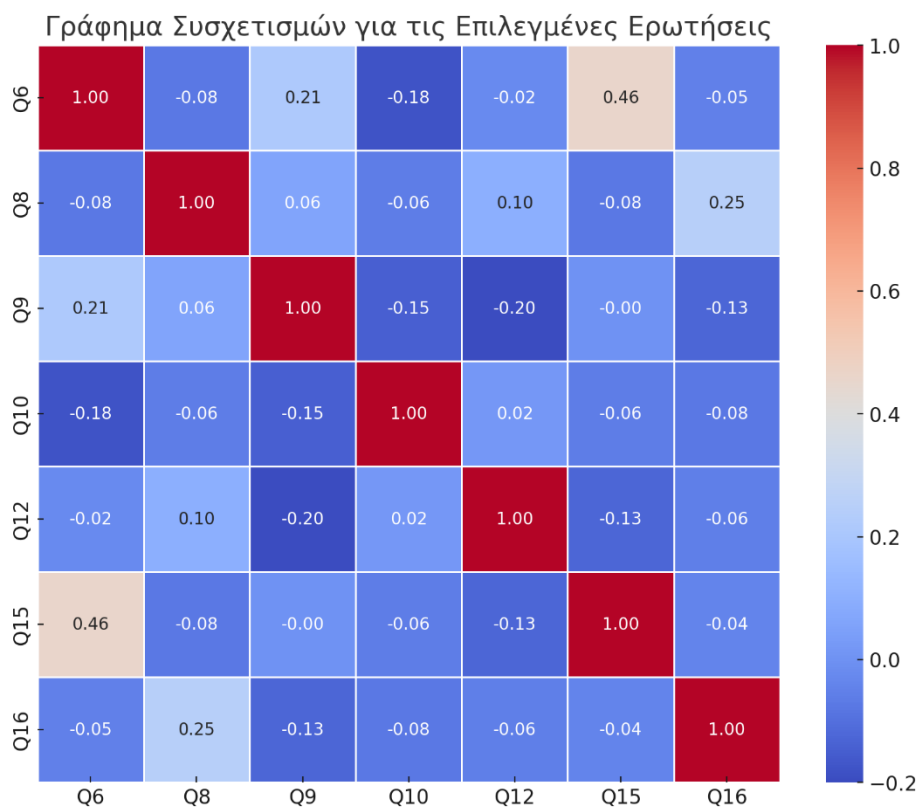 Γράφημα Συσχετισμών για τις Επιλεγμένες Ερωτήσεις
Q6 1.00 -0.08 0.21 -0.18 -0.02 0.46 -0.05
Q8 -0.08 1.00 0.06 -0.06 0.10 -0.08 0.25
Q9 0.21 0.06 1.00 -0.15 -0.20 -0.00 -0.13
Q10 -0.18 -0.06 -0.15 1.00 0.02 -0.06 -0.08
Q12 -0.02 0.10 -0.20 0.02 1.00 -0.13 -0.06
Q15 0.46 -0.08 -0.00 -0.06 -0.13 1.00 -0.04
Q16 -0.05 0.25 -0.13 -0.08 -0.06 -0.04 1.00
Q6 Q8 Q9 Q10 Q12 Q15 Q16
1.0
0.8
0.6
0.4
0.2
0.0
−0.2